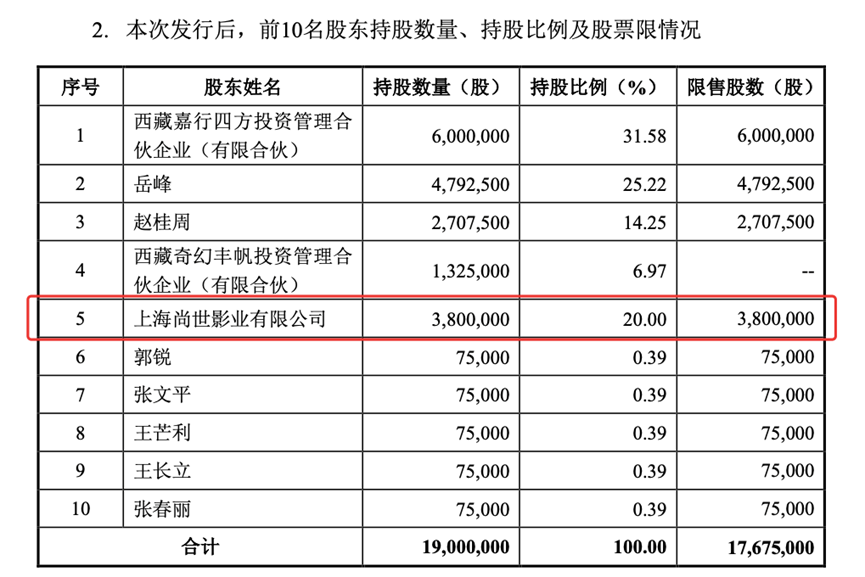 2. 本次发行后，前10名股东持股数量、持股比例及股票限情况
序号 股东姓名 持股数量（股） 持股比例（%） 限售股数（股）
1 西藏嘉行四方投资管理合
伙企业（有限合伙） 6,000,000 31.58 6,000,000
2 岳峰 4,792,500 25.22 4,792,500
3 赵桂周 2,707,500 14.25 2,707,500
4 西藏奇幻丰帆投资管理合
伙企业（有限合伙） 1,325,000 6.97 --
5 上海尚世影业有限公司 3,800,000 20.00 3,800,000
6 郭锐 75,000 0.39 75,000
7 张文平 75,000 0.39 75,000
8 王芒利 75,000 0.39 75,000
9 王长立 75,000 0.39 75,000
10 张春丽 75,000 0.39 75,000
合计 19,000,000 100.00 17,675,000